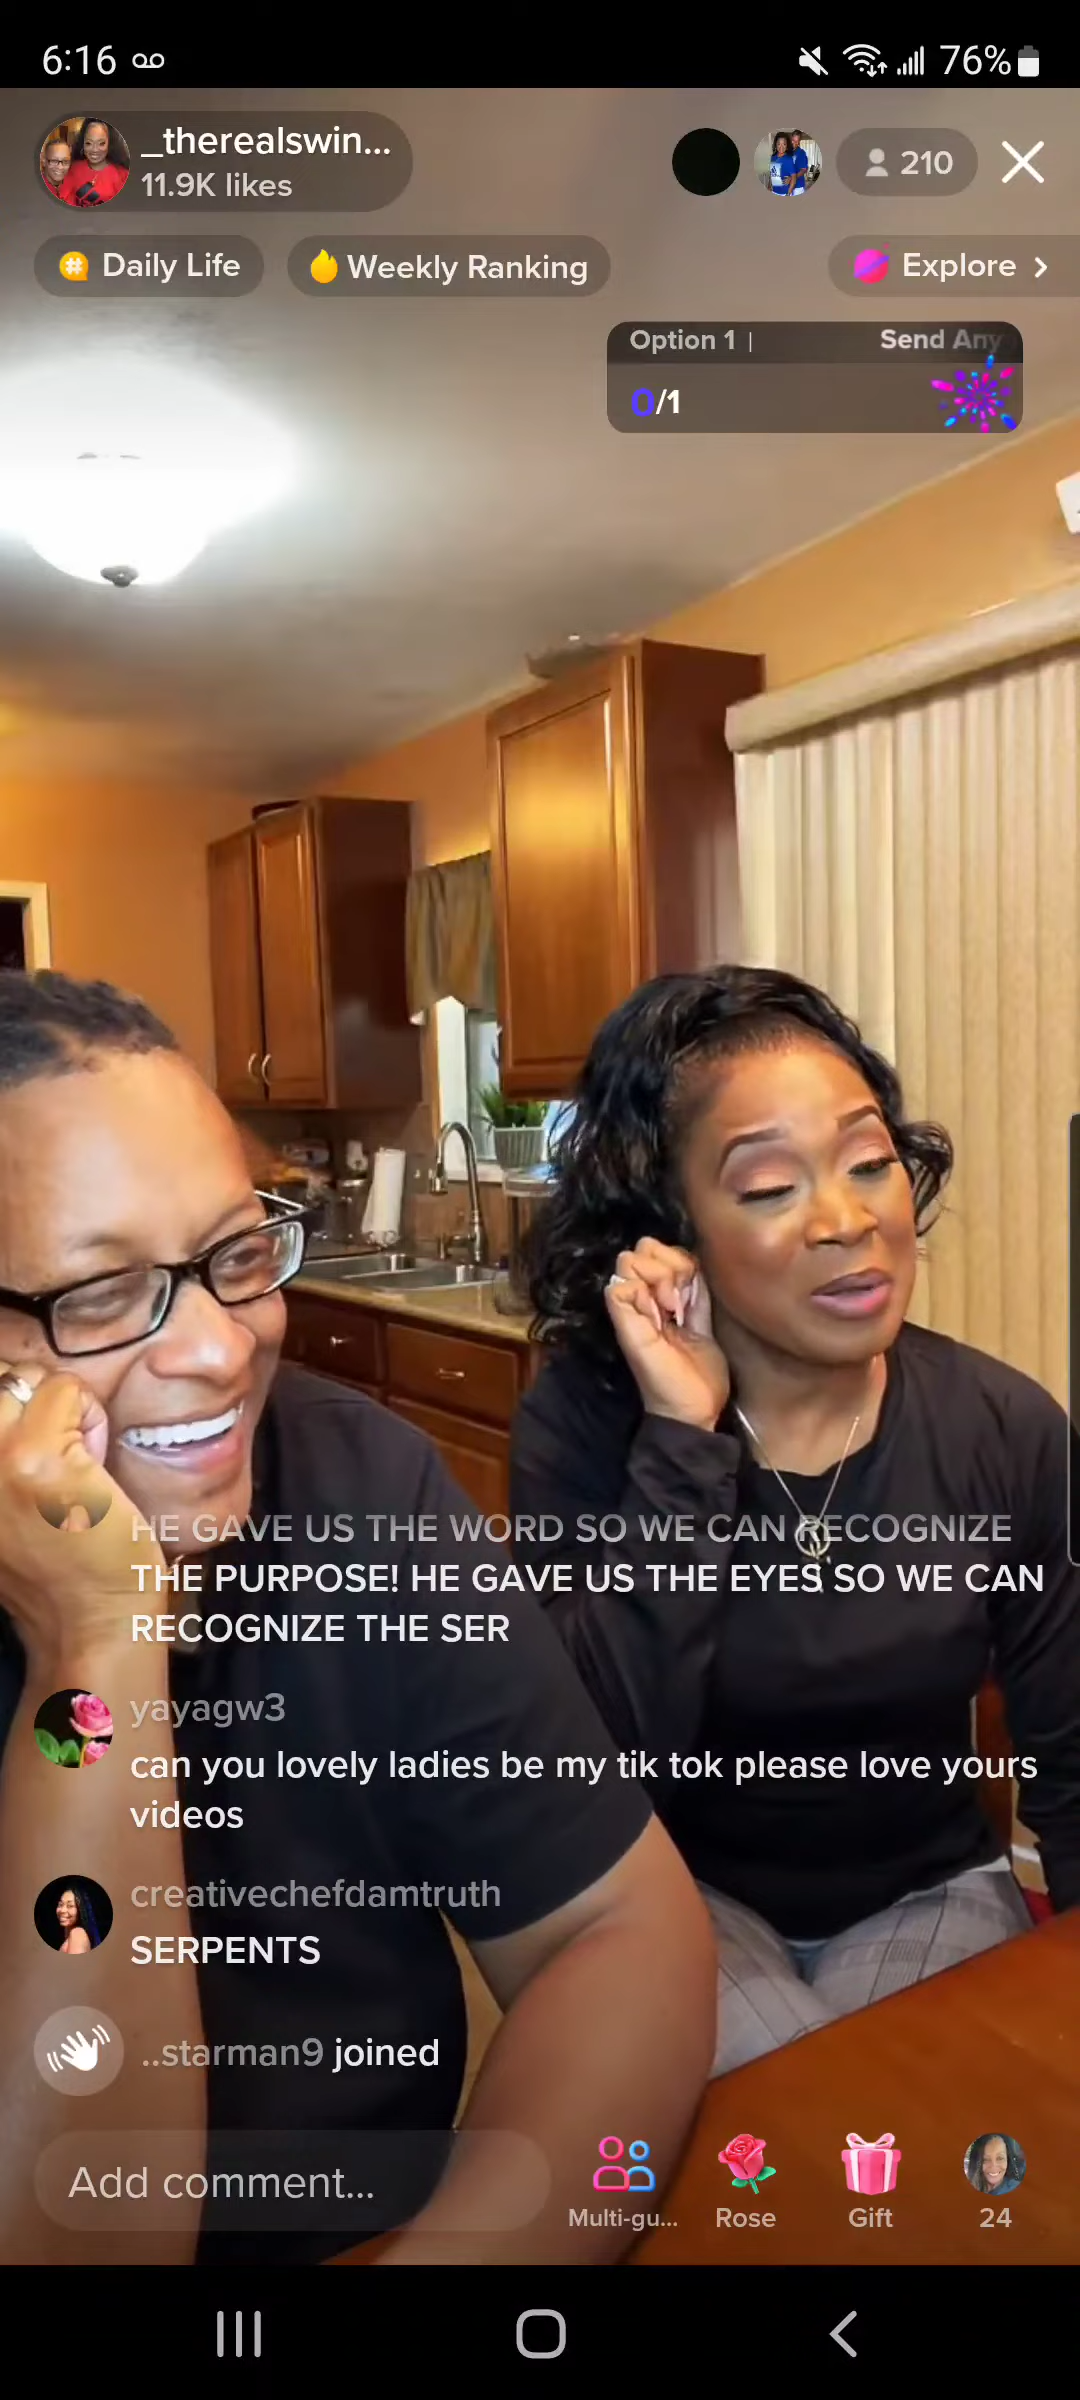 6:16
76%
_therealswin...
11.9K likes
210
Daily Life
Weekly Ranking
Explore >
Option 1 | Send Any
0/1
HE GAVE US THE WORD SO WE CAN RECOGNIZE
THE PURPOSE! HE GAVE US THE EYES SO WE CAN
RECOGNIZE THE SER
yayagw3
can you lovely ladies be my tik tok please love yours
videos
creativechefdamtruth
SERPENTS
..starman9 joined
Add comment...
Multi-gu...
Rose
Gift
24